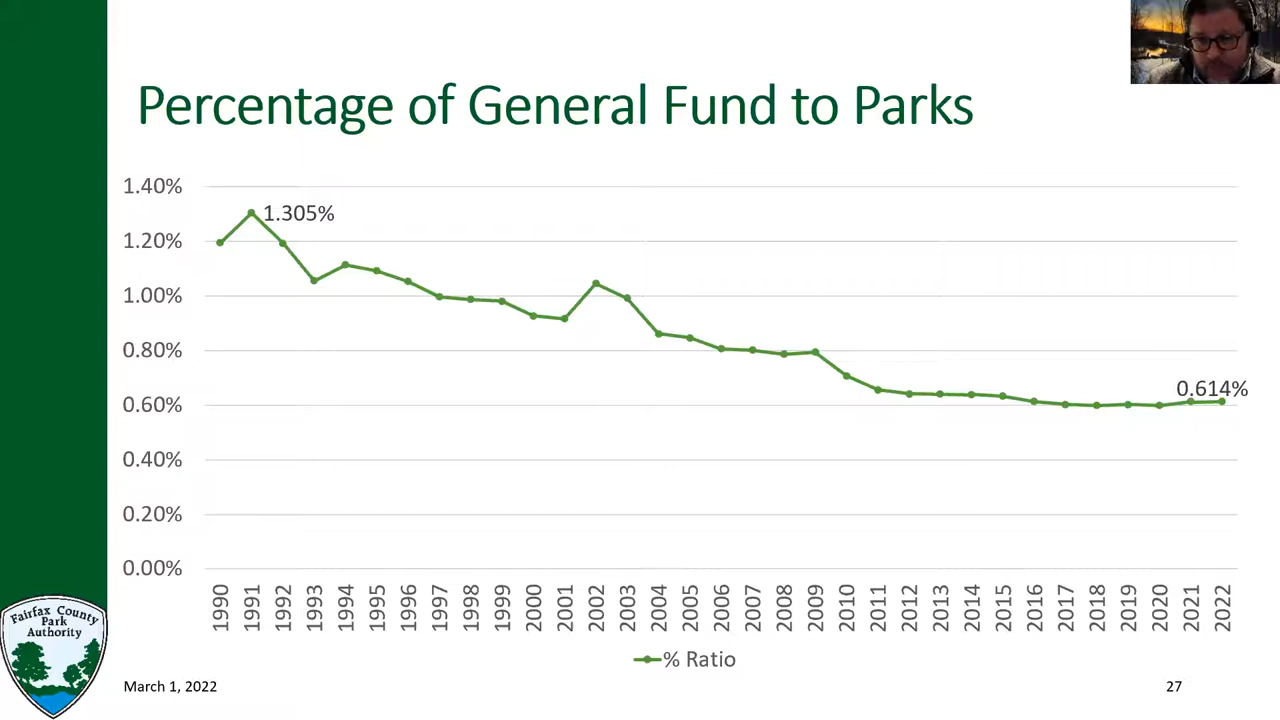 Percentage of General Fund to Parks
1.40%
1.20%
1.00%
0.80%
0.60%
0.40%
0.20%
0.00%
1.305%
0.614%
1990 1991 1992 1993 1994 1995 1996 1997 1998 1999 2000 2001 2002 2003 2004 2005 2006 2007 2008 2009 2010 2011 2012 2013 2014 2015 2016 2017 2018 2019 2020 2021 2022
% Ratio
Fairfax County
Park
Authority
March 1, 2022
27